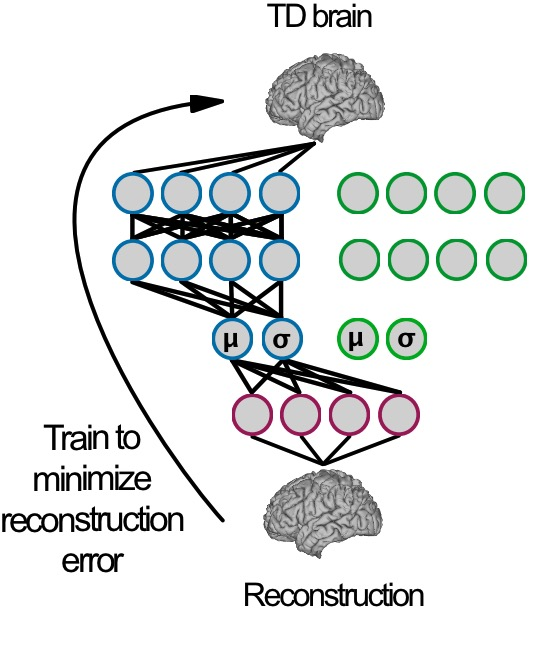 TD brain
μ σ μ σ
Train to
minimize
reconstruction
error
Reconstruction